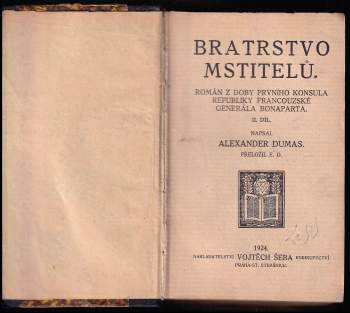 BRATRSTVO
MSTITELŮ.
ROMÁN Z DOBY PRVNÍHO KONSULA
REPUBLIKY FRANCOUZSKÉ
GENERÁLA BONAPARTA.
II. DÍL.
NAPSAL
ALEXANDER DUMAS.
PŘELOŽIL E. D.
1924.
NAKLADATELSTVÍ VOJTĚCH ŠEBA KNIHKUPECTVÍ
PRAHA-ST. STRAŠNICE.